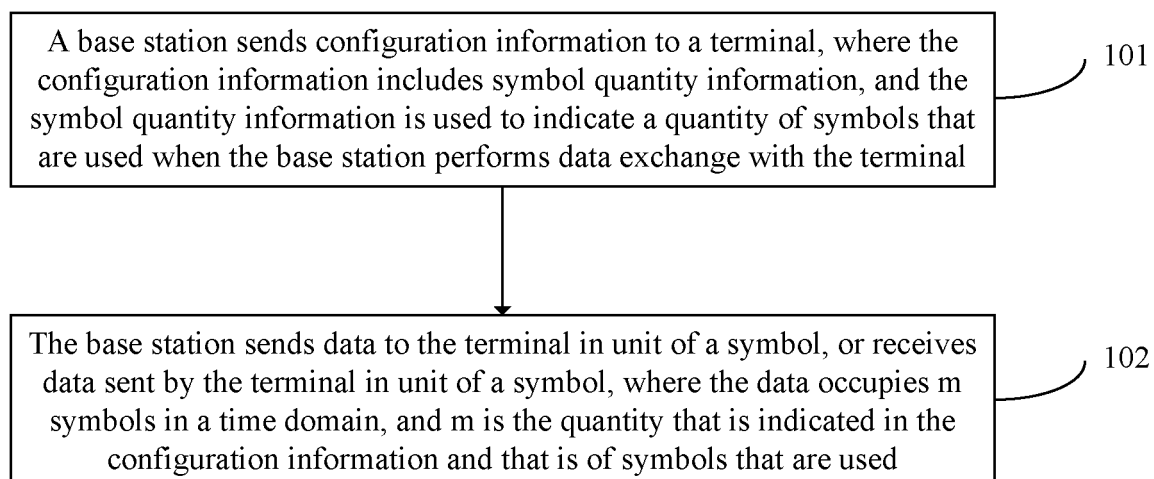 A base station sends configuration information to a terminal, where the
configuration information includes symbol quantity information, and the
symbol quantity information is used to indicate a quantity of symbols that
are used when the base station performs data exchange with the terminal
101
The base station sends data to the terminal in unit of a symbol, or receives
data sent by the terminal in unit of a symbol, where the data occupies m
symbols in a time domain, and m is the quantity that is indicated in the
configuration information and that is of symbols that are used
102